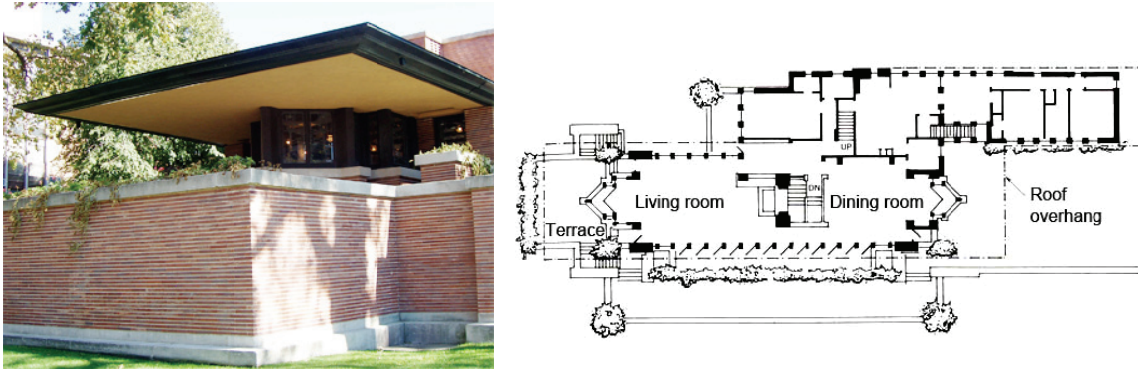 UP
DN
Living room
Dining room
Terrace
Roof
overhang